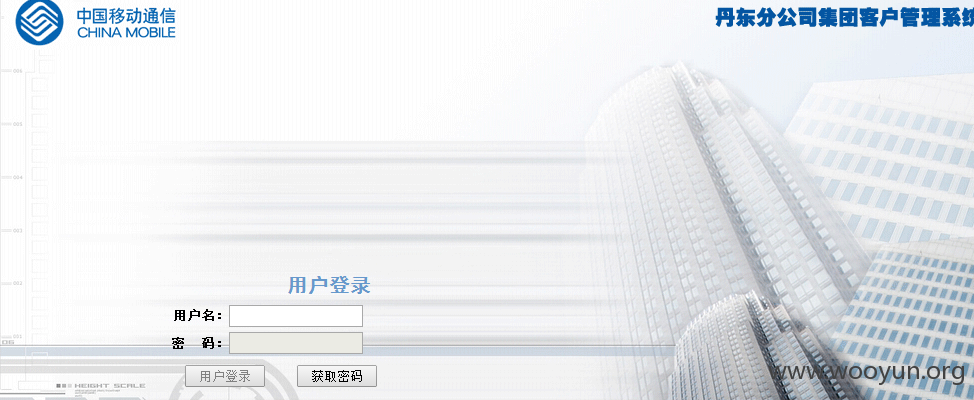 中国移动通信
CHINA MOBILE
丹东分公司集团客户管理系统
用户登录
用户名：
密 码：
用户登录 获取密码
HEIGHT SCALE
www.wooyun.org